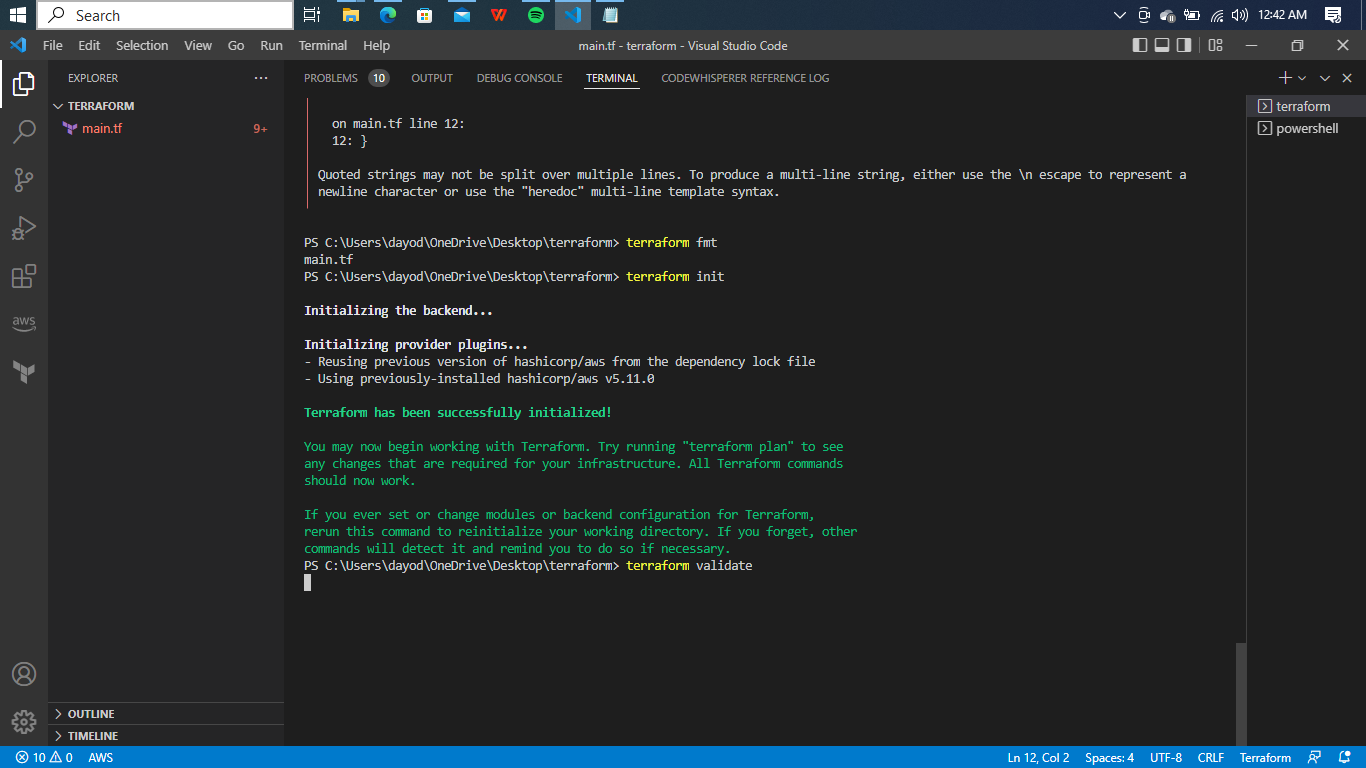 Search
12:42 AM
File Edit Selection View Go Run Terminal Help
main.tf - terraform - Visual Studio Code
EXPLORER
TERRAFORM
main.tf 9+
OUTLINE
TIMELINE
aws
PROBLEMS 10 OUTPUT DEBUG CONSOLE TERMINAL CODEWHISPERER REFERENCE LOG
on main.tf line 12:
12: }
Quoted strings may not be split over multiple lines. To produce a multi-line string, either use the \n escape to represent a
newline character or use the "heredoc" multi-line template syntax.
PS C:\Users\dayod\OneDrive\Desktop\terraform> terraform fmt
main.tf
PS C:\Users\dayod\OneDrive\Desktop\terraform> terraform init
Initializing the backend...
Initializing provider plugins...
- Reusing previous version of hashicorp/aws from the dependency lock file
- Using previously-installed hashicorp/aws v5.11.0
Terraform has been successfully initialized!
You may now begin working with Terraform. Try running "terraform plan" to see
any changes that are required for your infrastructure. All Terraform commands
should now work.
If you ever set or change modules or backend configuration for Terraform,
rerun this command to reinitialize your working directory. If you forget, other
commands will detect it and remind you to do so if necessary.
PS C:\Users\dayod\OneDrive\Desktop\terraform> terraform validate
terraform
powershell
10 0 AWS
Ln 12, Col 2 Spaces: 4 UTF-8 CRLF Terraform